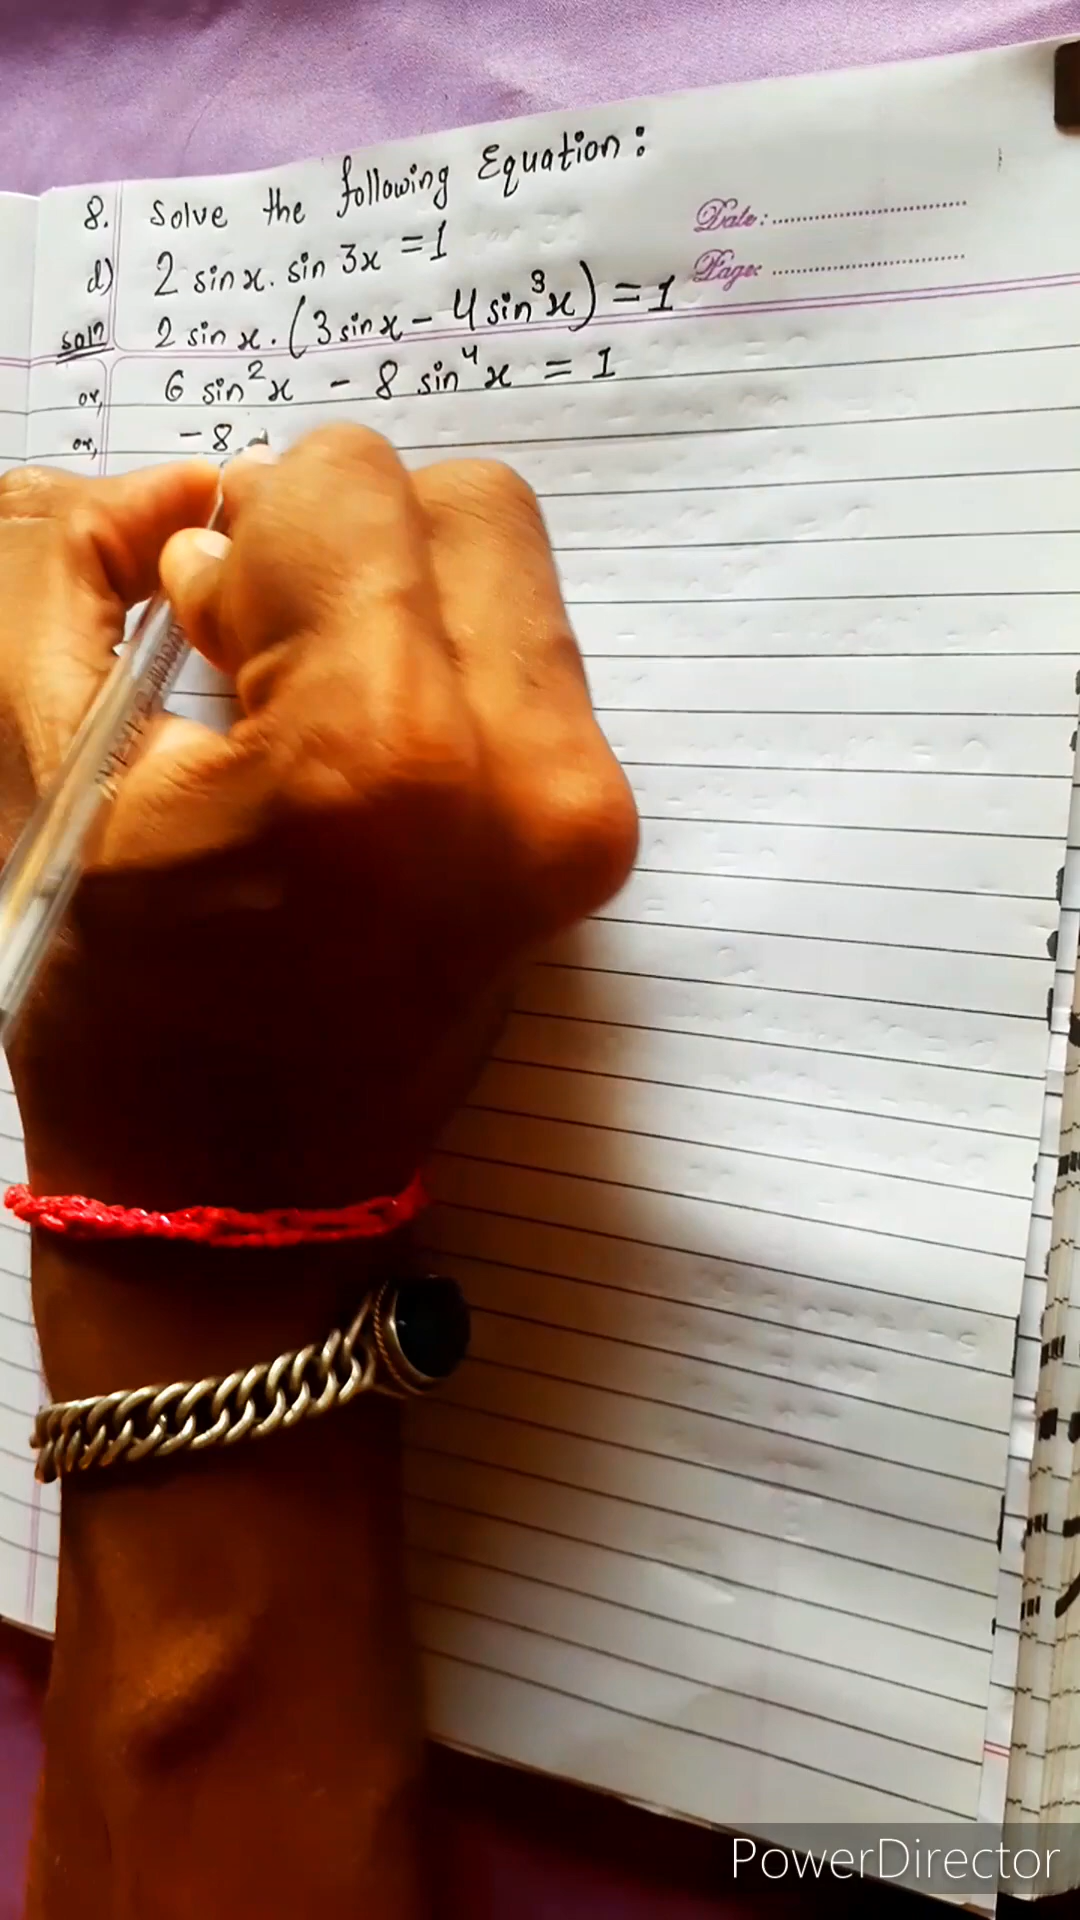 8. Solve the following Equation:
Date:
d) 2 sin x. sin 3x = 1
Page:
solⁿ 2 sin x. (3 sin x - 4 sin³x) = 1
or, 6 sin²x - 8 sin⁴x = 1
or, - 8
PowerDirector